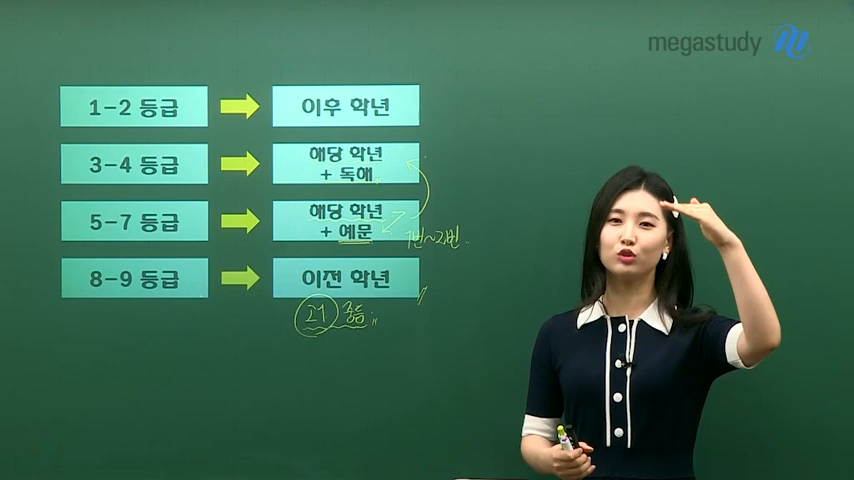 megastudy
1-2 등급
이후 학년
3-4 등급
해당 학년
+ 독해
5-7 등급
해당 학년
+ 예문
1번~2번
8-9 등급
이전 학년
고1 중등